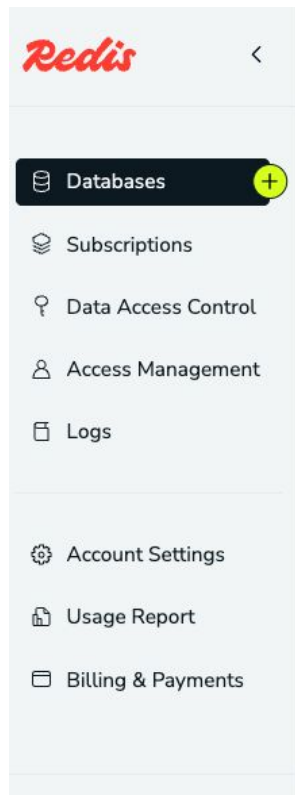 Redis
Databases
Subscriptions
Data Access Control
Access Management
Logs
Account Settings
Usage Report
Billing & Payments